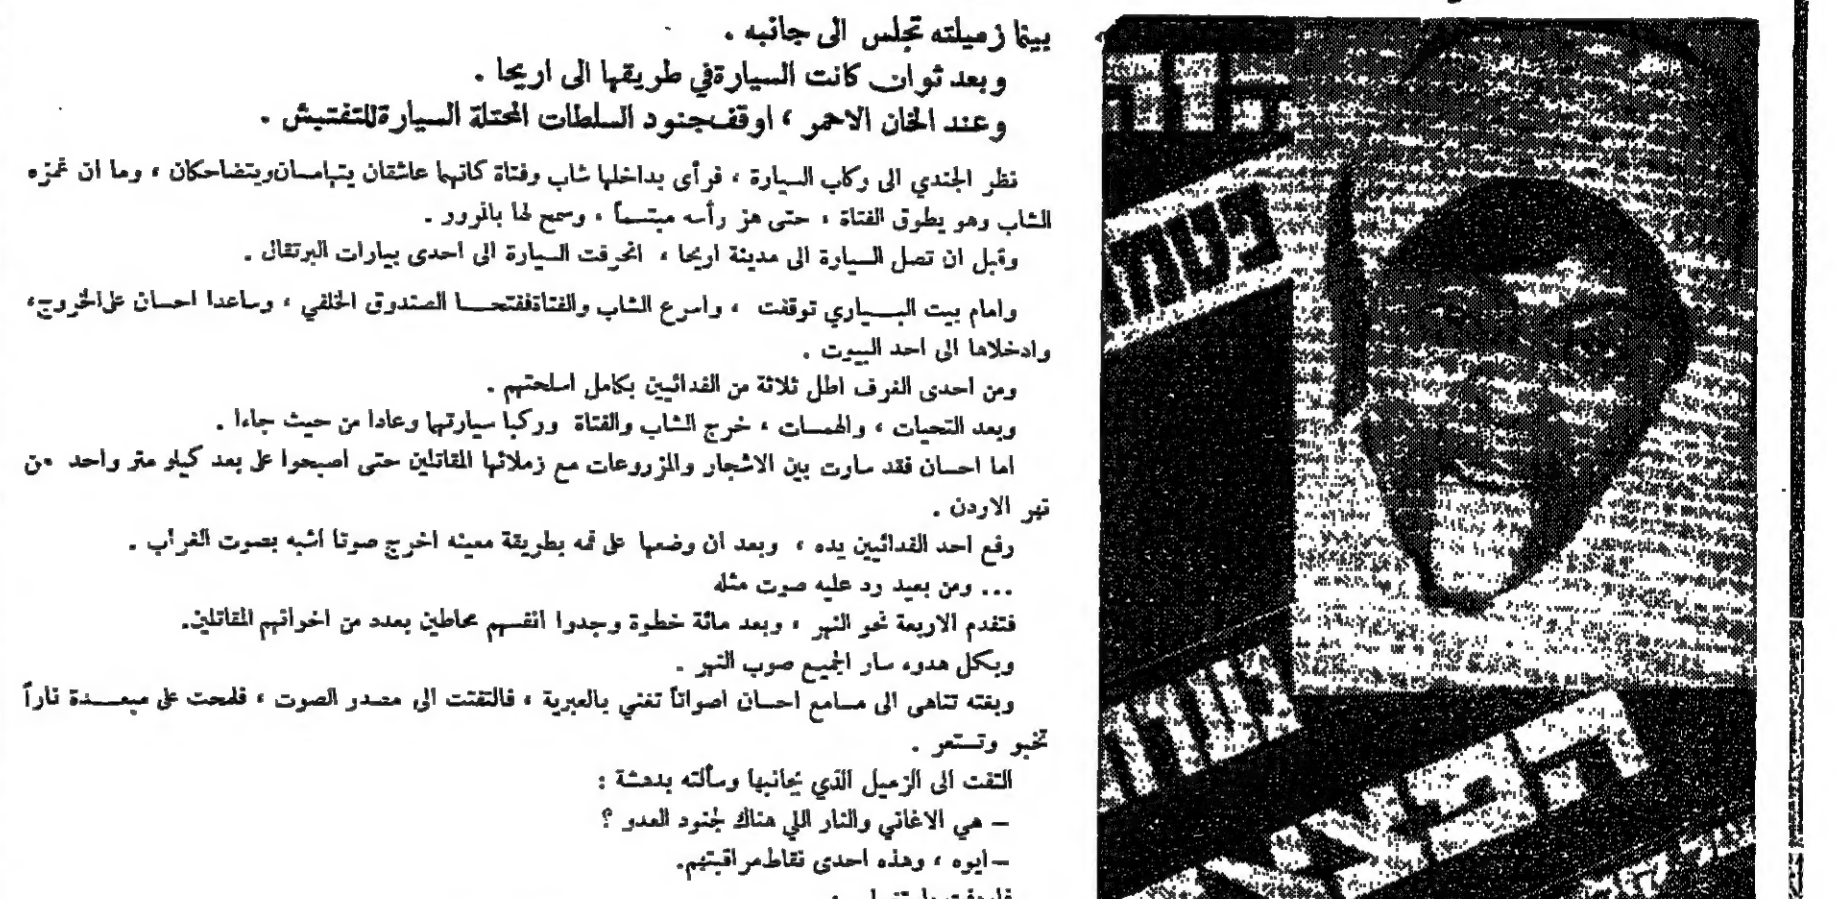 بينما زميلته تجلس الى جانبه .
وبعد ثوان كانت السيارة في طريقها الى اريحا .
وعند الخان الاحمر ، اوقف جنود السلطات المحتلة السيارة للتفتيش .
نظر الجندي الى ركاب السيارة ، فرأى بداخلها شاب وفتاة كانهما عاشقان يتهامسان ويتضاحكان ، وما ان غمزه
الشاب وهو يطوق الفتاة ، حتى هز رأسه مبتسماً ، وسمح لها بالمرور .
وقبل ان تصل السيارة الى مدينة اريحا ، انحرفت السيارة الى احدى بيارات البرتقال .
وامام بيت البياري توقفت ، واسرع الشاب والفتاة ففتحا الصندوق الخلفي ، وساعدا احسان على الخروج ،
وادخلاها الى احد البيوت .
ومن احدى الغرف اطل ثلاثة من الفدائيين بكامل اسلحتهم .
وبعد التحيات ، والهمسات ، خرج الشاب والفتاة وركبا سيارتهما وعادا من حيث جاءا .
اما احسان فقد سارت بين الاشجار والمزروعات مع زملائها المقاتلين حتى اصبحوا على بعد كيلو متر واحد من
نهر الاردن .
رفع احد الفدائيين يده ، وبعد ان وضعها على فمه بطريقة معينه اخرج صوتا اشبه بصوت الغراب .
... ومن بعيد رد عليه صوت مثله
فتقدم الاربعة نحو النهر ، وبعد مائة خطوة وجدوا انفسهم محاطين بعدد من اخوانهم المقاتلين.
وبكل هدوء سار الجميع صوب النهر .
وبغته تناهى الى مسامع احسان اصواتاً تغني بالعبرية ، فالتفتت الى مصدر الصوت ، فلمحت على مبعدة ناراً
تخبو وتستعر .
التفت الى الزميل الذي بجانبها وسألته بدهشة :
– هي الاغاني والنار اللي هناك لجنود العدو ؟
– ايوه ، وهذه احدى نقاط مراقبتهم.